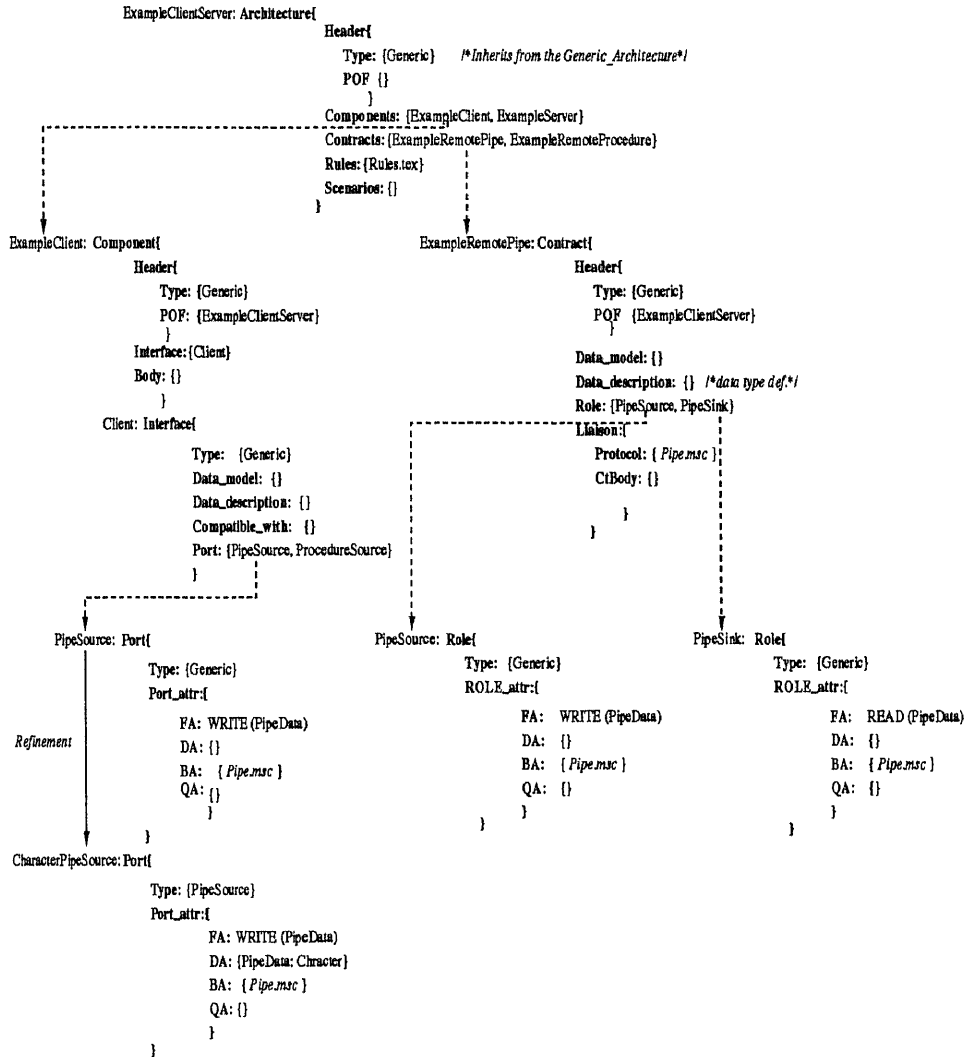 ExampleClientServer: Architecture{
Header{
Type: {Generic} /*Inherits from the Generic_Architecture*/
POF {}
}
Components: {ExampleClient, ExampleServer}
Contracts: {ExampleRemotePipe, ExampleRemoteProcedure}
Rules: {Rules.tex}
Scenarios: {}
}
ExampleClient: Component{
Header{
Type: {Generic}
POF: {ExampleClientServer}
}
Interface: {Client}
Body: {}
}
Client: Interface{
Type: {Generic}
Data_model: {}
Data_description: {}
Compatible_with: {}
Port: {PipeSource, ProcedureSource}
}
ExampleRemotePipe: Contract{
Header{
Type: {Generic}
POF {ExampleClientServer}
}
Data_model: {}
Data_description: {} /*data type def.*/
Role: {PipeSource, PipeSink}
Liaison:{
Protocol: { Pipe.msc }
CtBody: {}
}
}
PipeSource: Port{
Type: {Generic}
Port_attr:{
FA: WRITE (PipeData)
DA: {}
BA: { Pipe.msc }
QA: {}
}
}
Refinement
PipeSource: Role{
Type: {Generic}
ROLE_attr:{
FA: WRITE (PipeData)
DA: {}
BA: { Pipe.msc }
QA: {}
}
}
PipeSink: Role{
Type: {Generic}
ROLE_attr:{
FA: READ (PipeData)
DA: {}
BA: { Pipe.msc }
QA: {}
}
}
CharacterPipeSource: Port{
Type: {PipeSource}
Port_attr:{
FA: WRITE (PipeData)
DA: {PipeData: Chracter}
BA: { Pipe.msc }
QA: {}
}
}